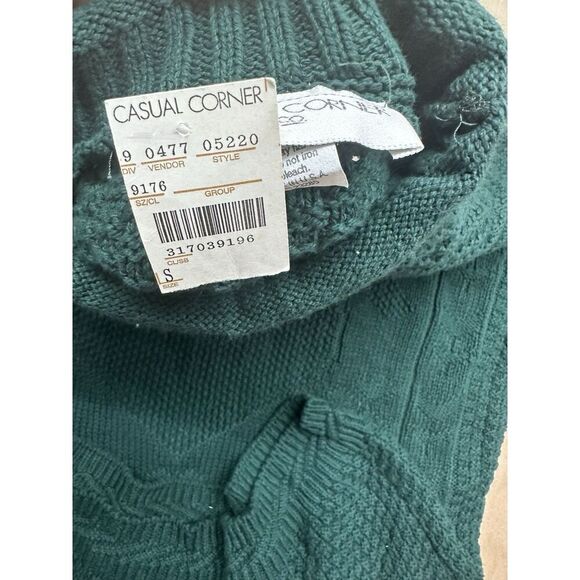 CASUAL CORNER
9 0477 05220
DIV VENDOR STYLE
9176
SZ/CL GROUP
317039196
CL/SB
S
SIZE
CORNER
& CO.
not iron
bleach.
U.S.A.